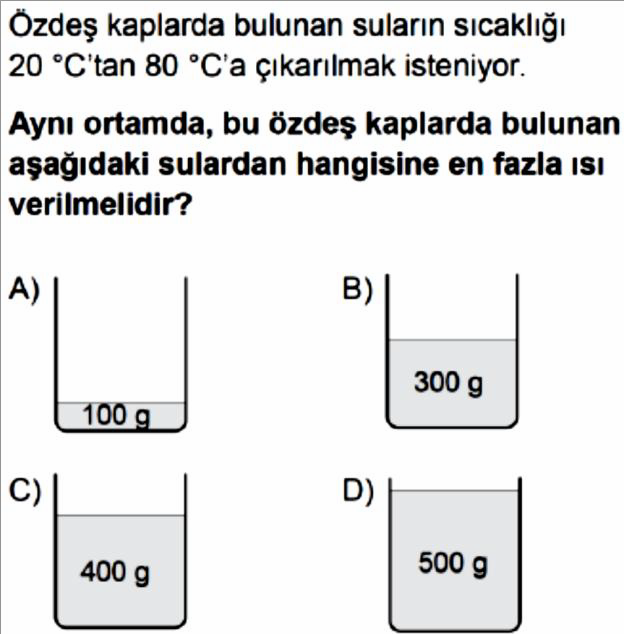 Özdeş kaplarda bulunan suların sıcaklığı
20 °C'tan 80 °C'a çıkarılmak isteniyor.
Aynı ortamda, bu özdeş kaplarda bulunan
aşağıdaki sulardan hangisine en fazla ısı
verilmelidir?
A)
100 g
B)
300 g
C)
400 g
D)
500 g